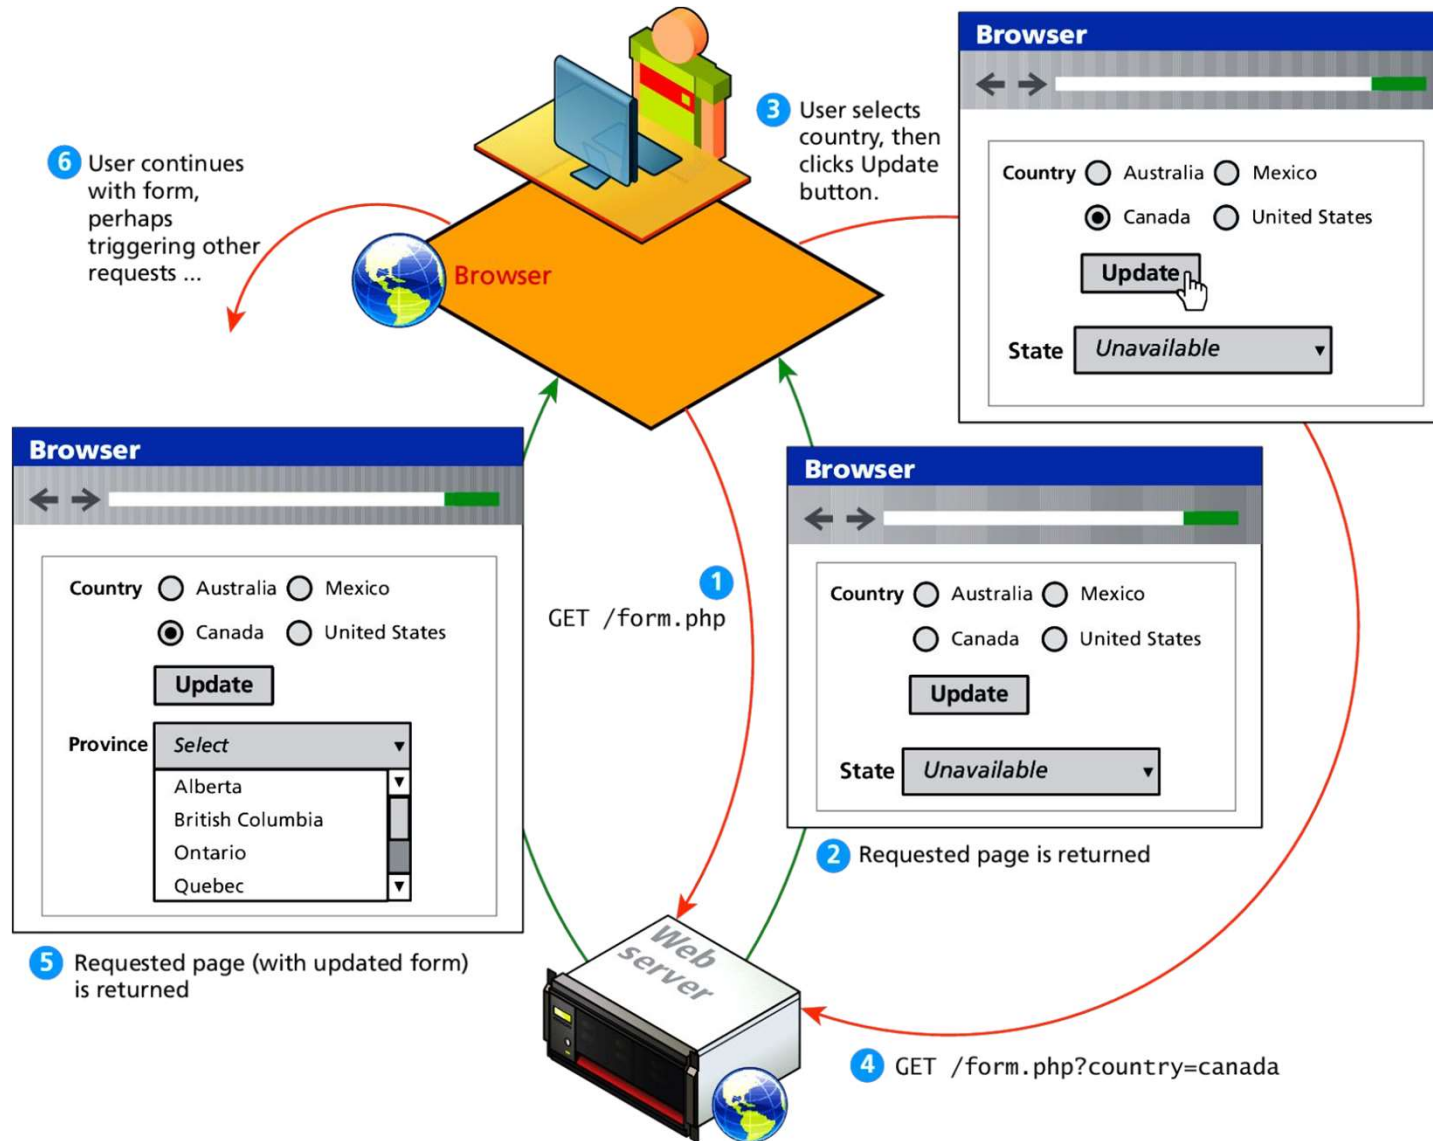 Browser
3 User selects
country, then
clicks Update
button.
6 User continues
with form,
perhaps
triggering other
requests ...
Country Australia Mexico
Canada United States
Update
State Unavailable
Browser
Browser
Country Australia Mexico
Canada United States
Update
Province Select
Alberta
British Columbia
Ontario
Quebec
5 Requested page (with updated form)
is returned
1
GET /form.php
Browser
Country Australia Mexico
Canada United States
Update
State Unavailable
2 Requested page is returned
Web
server
4 GET /form.php?country=canada